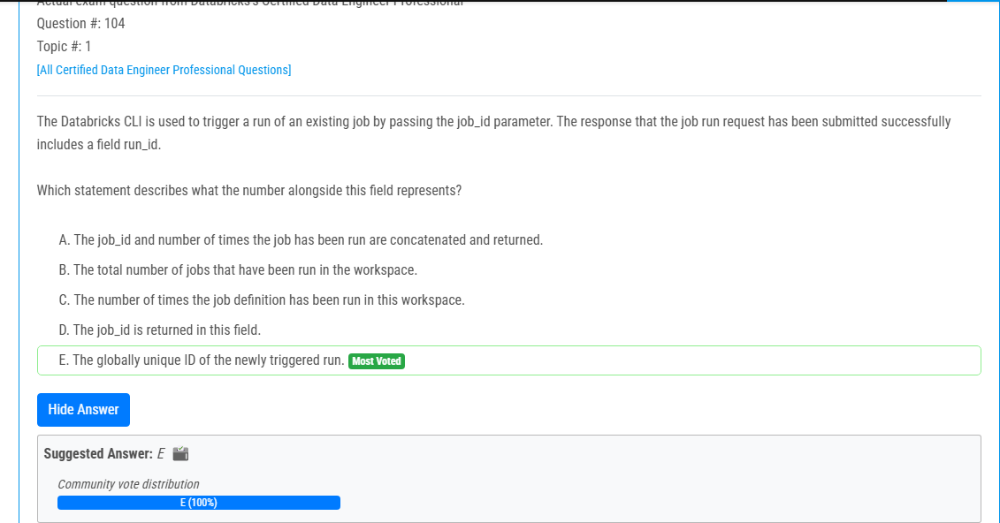 Actual exam question from Databricks's Certified Data Engineer Professional
Question #: 104
Topic #: 1
[All Certified Data Engineer Professional Questions]
The Databricks CLI is used to trigger a run of an existing job by passing the job_id parameter. The response that the job run request has been submitted successfully
includes a field run_id.
Which statement describes what the number alongside this field represents?
A. The job_id and number of times the job has been run are concatenated and returned.
B. The total number of jobs that have been run in the workspace.
C. The number of times the job definition has been run in this workspace.
D. The job_id is returned in this field.
E. The globally unique ID of the newly triggered run. Most Voted
Hide Answer
Suggested Answer: E
Community vote distribution
E (100%)